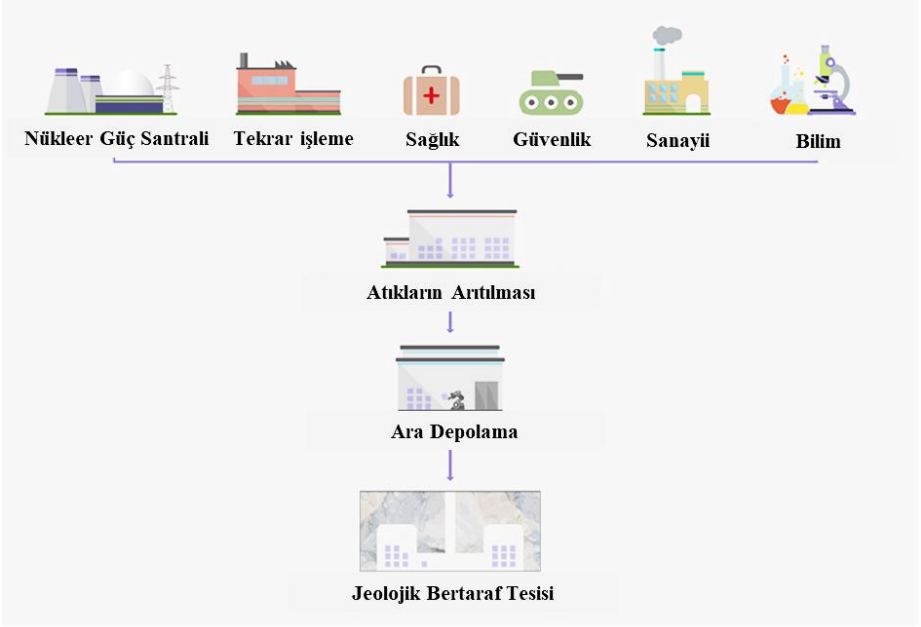 Nükleer Güç Santrali
Tekrar işleme
Sağlık
Güvenlik
Sanayii
Bilim
Atıkların Arıtılması
Ara Depolama
Jeolojik Bertaraf Tesisi